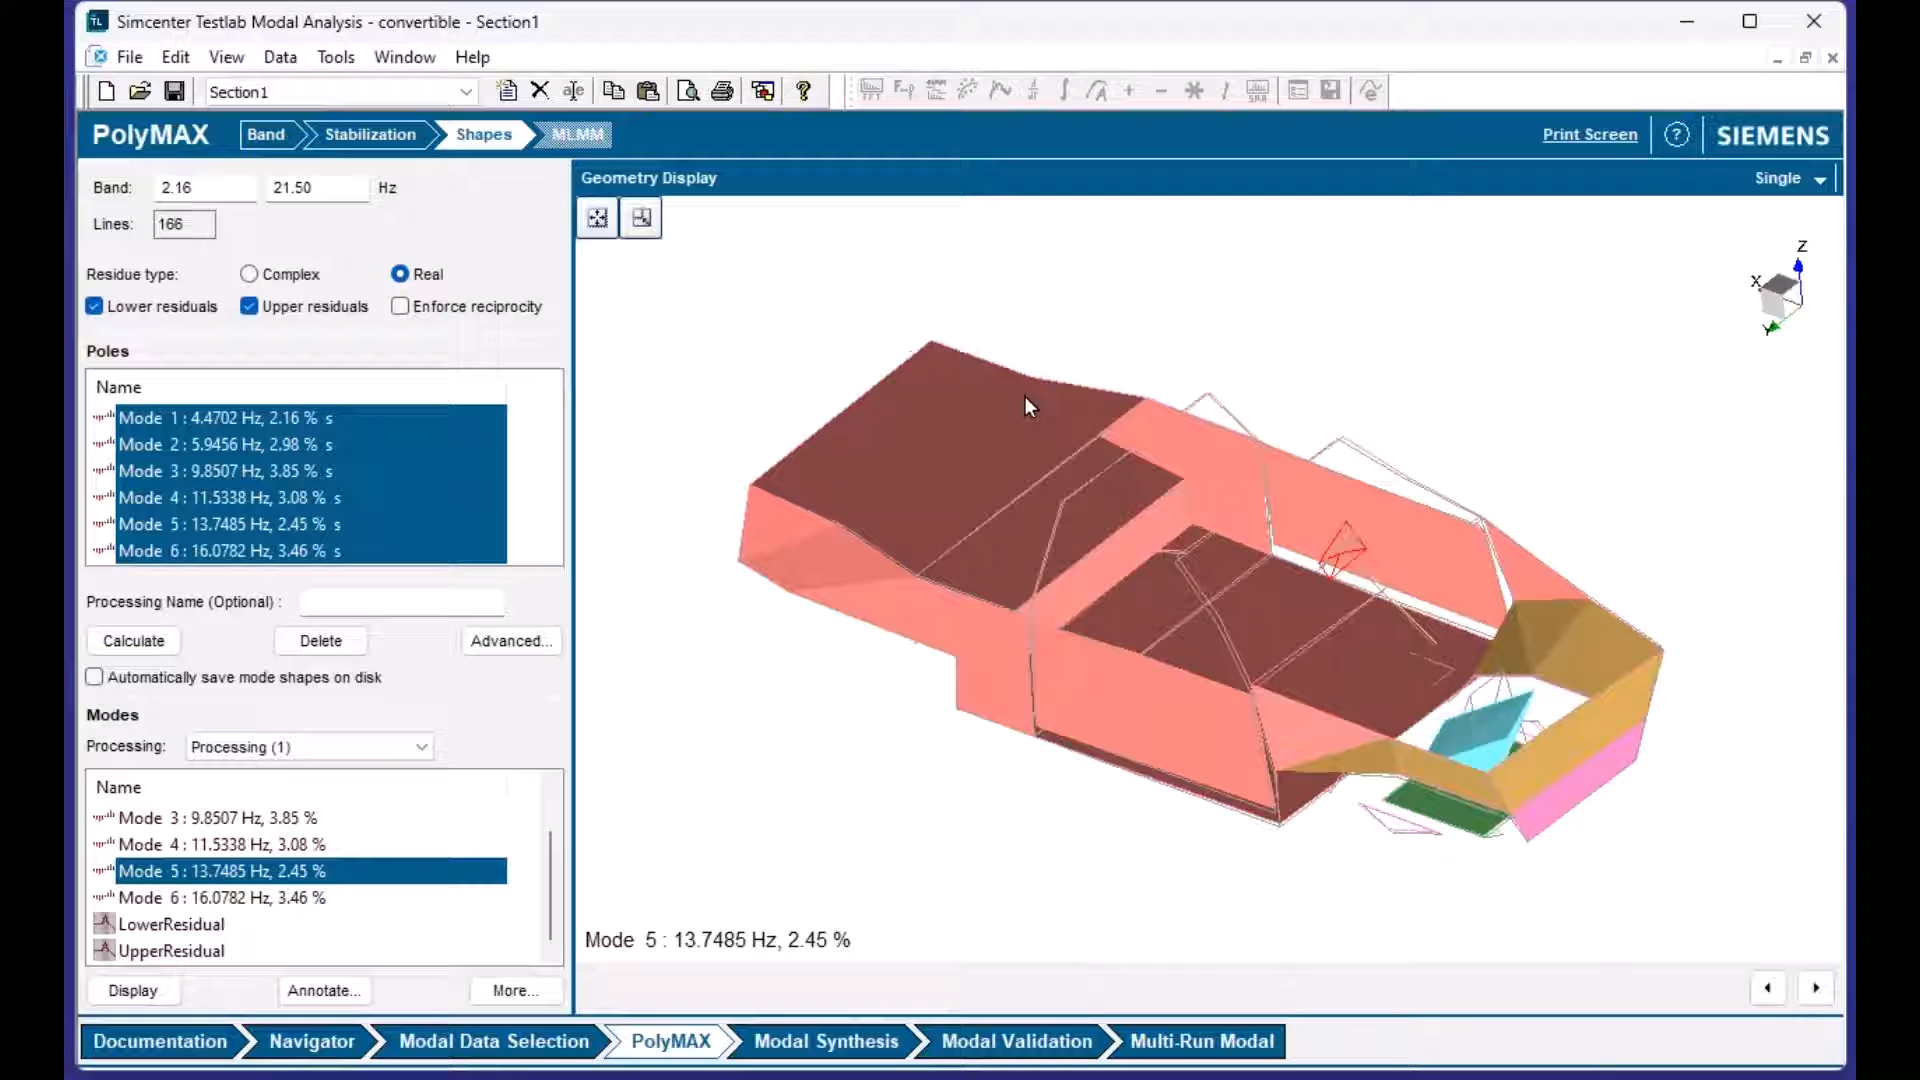 Simcenter Testlab Modal Analysis - convertible - Section1
File Edit View Data Tools Window Help
Section1
PolyMAX Band Stabilization Shapes MLMM Print Screen SIEMENS
Band: 2.16 21.50 Hz
Lines: 166
Residue type: Complex Real
Lower residuals Upper residuals Enforce reciprocity
Poles
Name
Mode 1 : 4.4702 Hz, 2.16 % s
Mode 2 : 5.9456 Hz, 2.98 % s
Mode 3 : 9.8507 Hz, 3.85 % s
Mode 4 : 11.5338 Hz, 3.08 % s
Mode 5 : 13.7485 Hz, 2.45 % s
Mode 6 : 16.0782 Hz, 3.46 % s
Processing Name (Optional) :
Calculate Delete Advanced...
Automatically save mode shapes on disk
Modes
Processing: Processing (1)
Name
Mode 3 : 9.8507 Hz, 3.85 %
Mode 4 : 11.5338 Hz, 3.08 %
Mode 5 : 13.7485 Hz, 2.45 %
Mode 6 : 16.0782 Hz, 3.46 %
LowerResidual
UpperResidual
Display Annotate... More...
Geometry Display Single
Z
X
Y
Mode 5 : 13.7485 Hz, 2.45 %
Documentation Navigator Modal Data Selection PolyMAX Modal Synthesis Modal Validation Multi-Run Modal